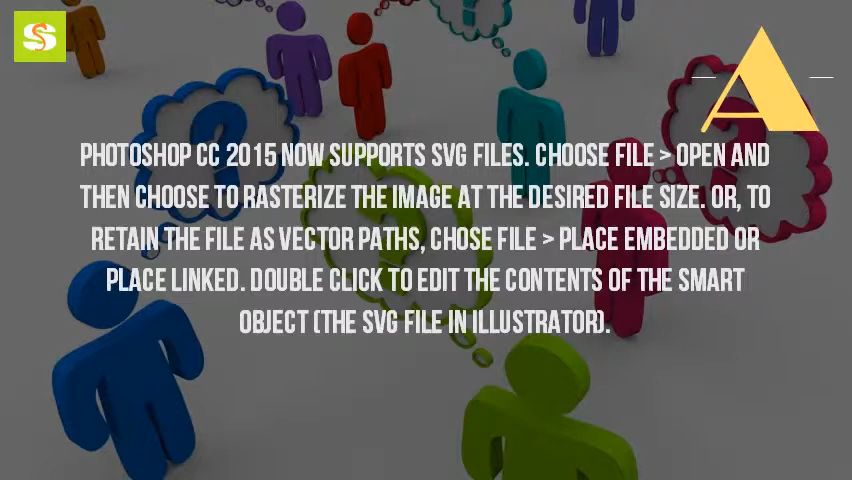 S
A
PHOTOSHOP CC 2015 NOW SUPPORTS SVG FILES. CHOOSE FILE > OPEN AND
THEN CHOOSE TO RASTERIZE THE IMAGE AT THE DESIRED FILE SIZE. OR, TO
RETAIN THE FILE AS VECTOR PATHS, CHOSE FILE > PLACE EMBEDDED OR
PLACE LINKED. DOUBLE CLICK TO EDIT THE CONTENTS OF THE SMART
OBJECT (THE SVG FILE IN ILLUSTRATOR).